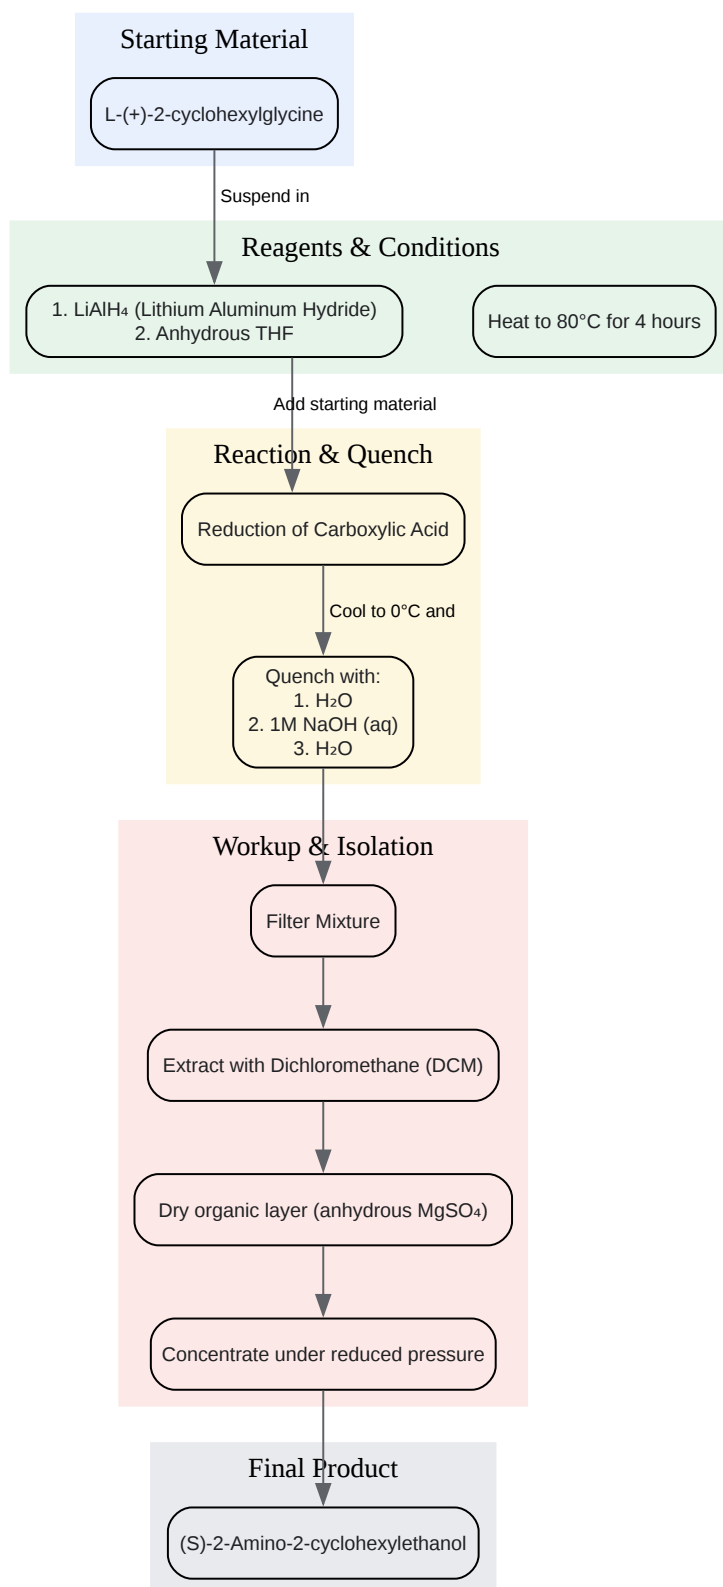 Starting Material
L-(+)-2-cyclohexylglycine
Suspend in
Reagents & Conditions
1. LiAlH₄ (Lithium Aluminum Hydride)
2. Anhydrous THF
Heat to 80°C for 4 hours
Add starting material
Reaction & Quench
Reduction of Carboxylic Acid
Cool to 0°C and
Quench with:
1. H₂O
2. 1M NaOH (aq)
3. H₂O
Workup & Isolation
Filter Mixture
Extract with Dichloromethane (DCM)
Dry organic layer (anhydrous MgSO₄)
Concentrate under reduced pressure
Final Product
(S)-2-Amino-2-cyclohexylethanol